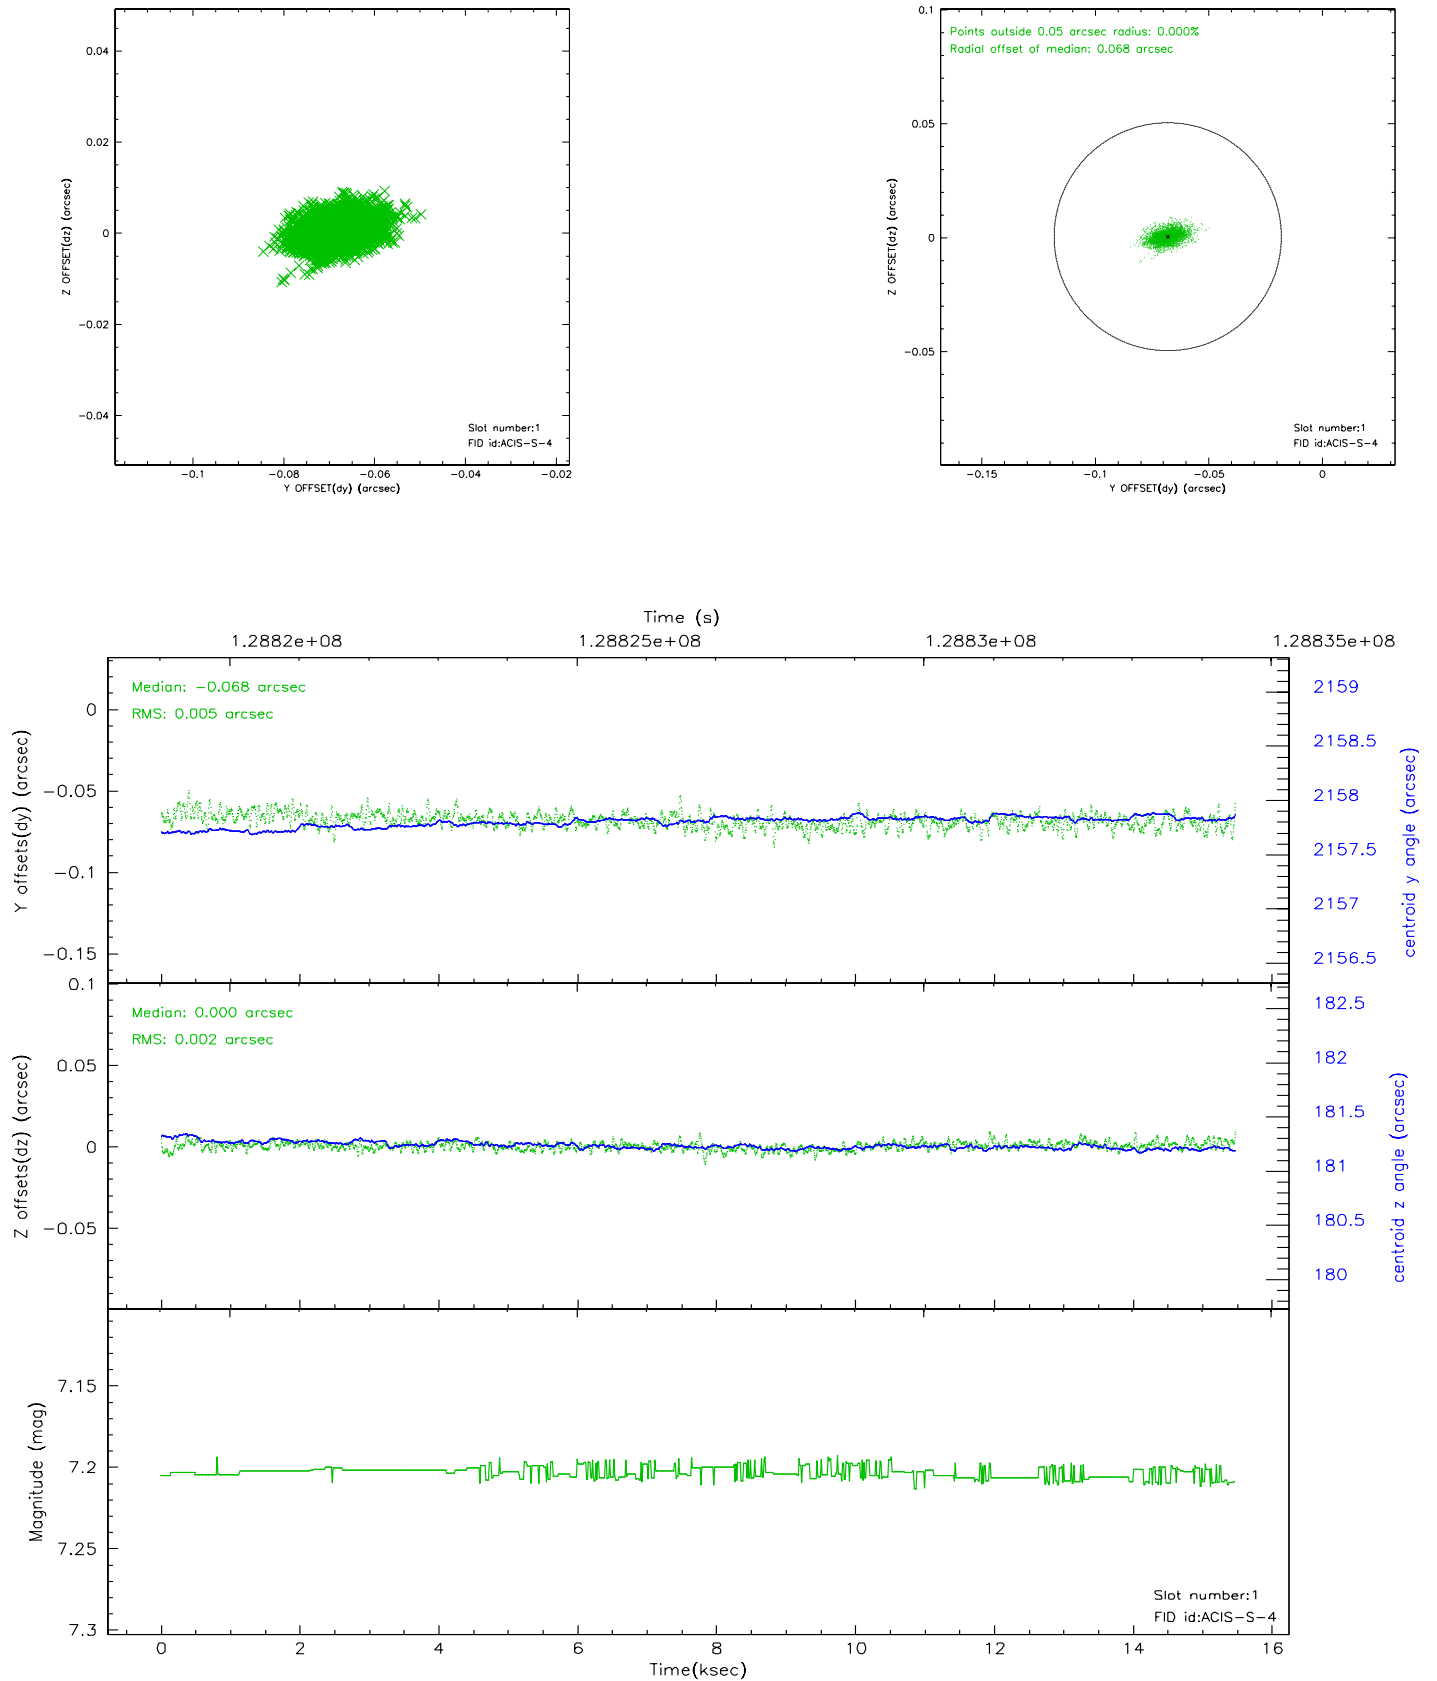 0.04
0.02
0
−0.02
−0.04
Z OFFSET(dz) (arcsec)
Slot number:1
FID id:ACIS−S−4
−0.1
−0.08
−0.06
−0.04
−0.02
Y OFFSET(dy) (arcsec)
0.1
0.05
0
−0.05
Z OFFSET(dz) (arcsec)
Points outside 0.05 arcsec radius: 0.000%
Radial offset of median: 0.068 arcsec
Slot number:1
FID id:ACIS−S−4
−0.15
−0.1
−0.05
0
Y OFFSET(dy) (arcsec)
Time (s)
1.2882e+08
1.28825e+08
1.2883e+08
1.28835e+08
Median: −0.068 arcsec
RMS: 0.005 arcsec
0
−0.05
−0.1
−0.15
Y offsets(dy) (arcsec)
2159
2158.5
2158
2157.5
2157
2156.5
centroid y angle (arcsec)
0.1
0.05
0
−0.05
Z offsets(dz) (arcsec)
Median: 0.000 arcsec
RMS: 0.002 arcsec
182.5
182
181.5
181
180.5
180
centroid z angle (arcsec)
7.15
7.2
7.25
7.3
Magnitude (mag)
Slot number:1
FID id:ACIS−S−4
0
2
4
6
8
10
12
14
16
Time(ksec)